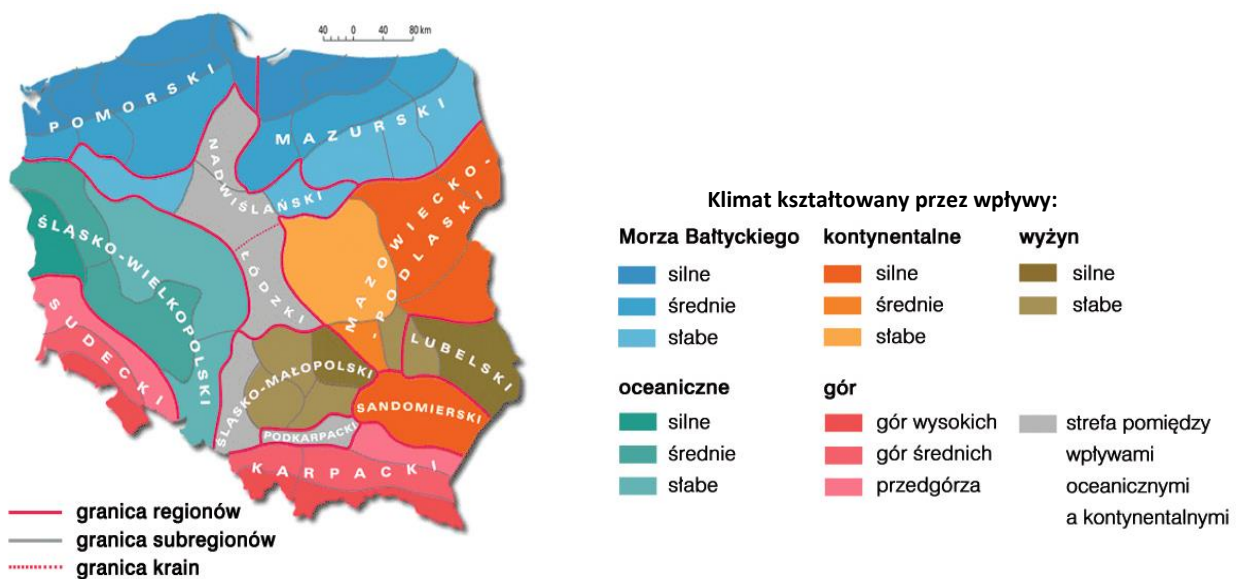 40 0 40 80 km
POMORSKI
MAZURSKI
NADWIŚLAŃSKI
MAZOWIECKO-
-PODLASKI
ŚLĄSKO-WIELKOPOLSKI
ŁÓDZKI
SUDECKI
LUBELSKI
ŚLĄSKO-MAŁOPOLSKI
SANDOMIERSKI
PODKARPACKI
KARPACKI
granica regionów
granica subregionów
granica krain
Klimat kształtowany przez wpływy:
Morza Bałtyckiego
silne
średnie
słabe
kontynentalne
silne
średnie
słabe
wyżyn
silne
słabe
oceaniczne
silne
średnie
słabe
gór
gór wysokich
gór średnich
przedgórza
strefa pomiędzy
wpływami
oceanicznymi
a kontynentalnymi